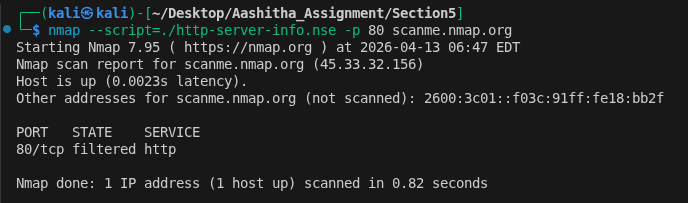 ┌──(kali㉿kali)-[~/Desktop/Aashitha_Assignment/Section5]
└─$ nmap --script=./http-server-info.nse -p 80 scanme.nmap.org
Starting Nmap 7.95 ( https://nmap.org ) at 2026-04-13 06:47 EDT
Nmap scan report for scanme.nmap.org (45.33.32.156)
Host is up (0.0023s latency).
Other addresses for scanme.nmap.org (not scanned): 2600:3c01::f03c:91ff:fe18:bb2f

PORT   STATE    SERVICE
80/tcp filtered http

Nmap done: 1 IP address (1 host up) scanned in 0.82 seconds